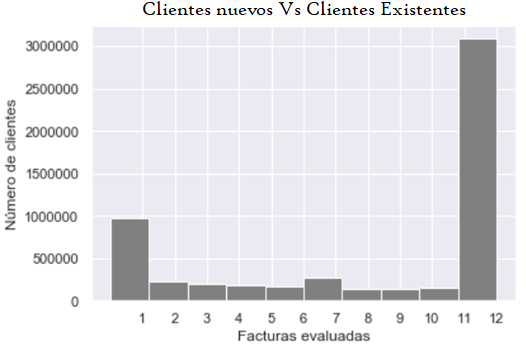 Clientes nuevos Vs Clientes Existentes
Número de clientes
3000000
2500000
2000000
1500000
1000000
500000
0
1 2 3 4 5 6 7 8 9 10 11 12
Facturas evaluadas